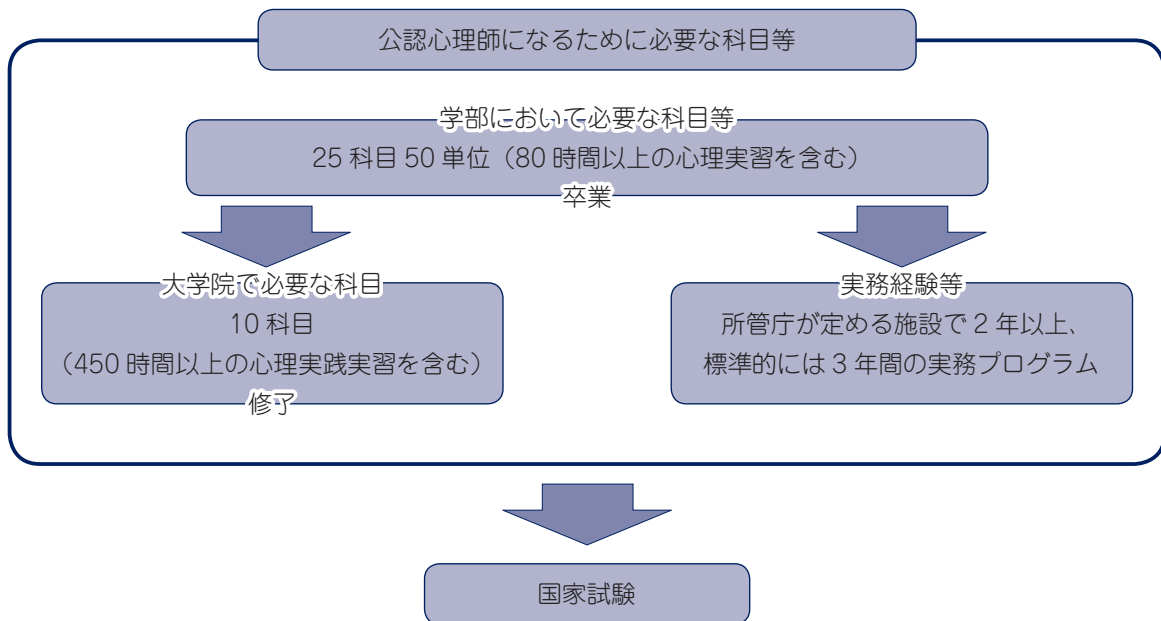 公認心理師になるために必要な科目等
学部において必要な科目等
25 科目 50 単位（80 時間以上の心理実習を含む）
卒業
大学院で必要な科目
10 科目
（450 時間以上の心理実践実習を含む）
修了
実務経験等
所管庁が定める施設で 2 年以上、
標準的には 3 年間の実務プログラム
国家試験